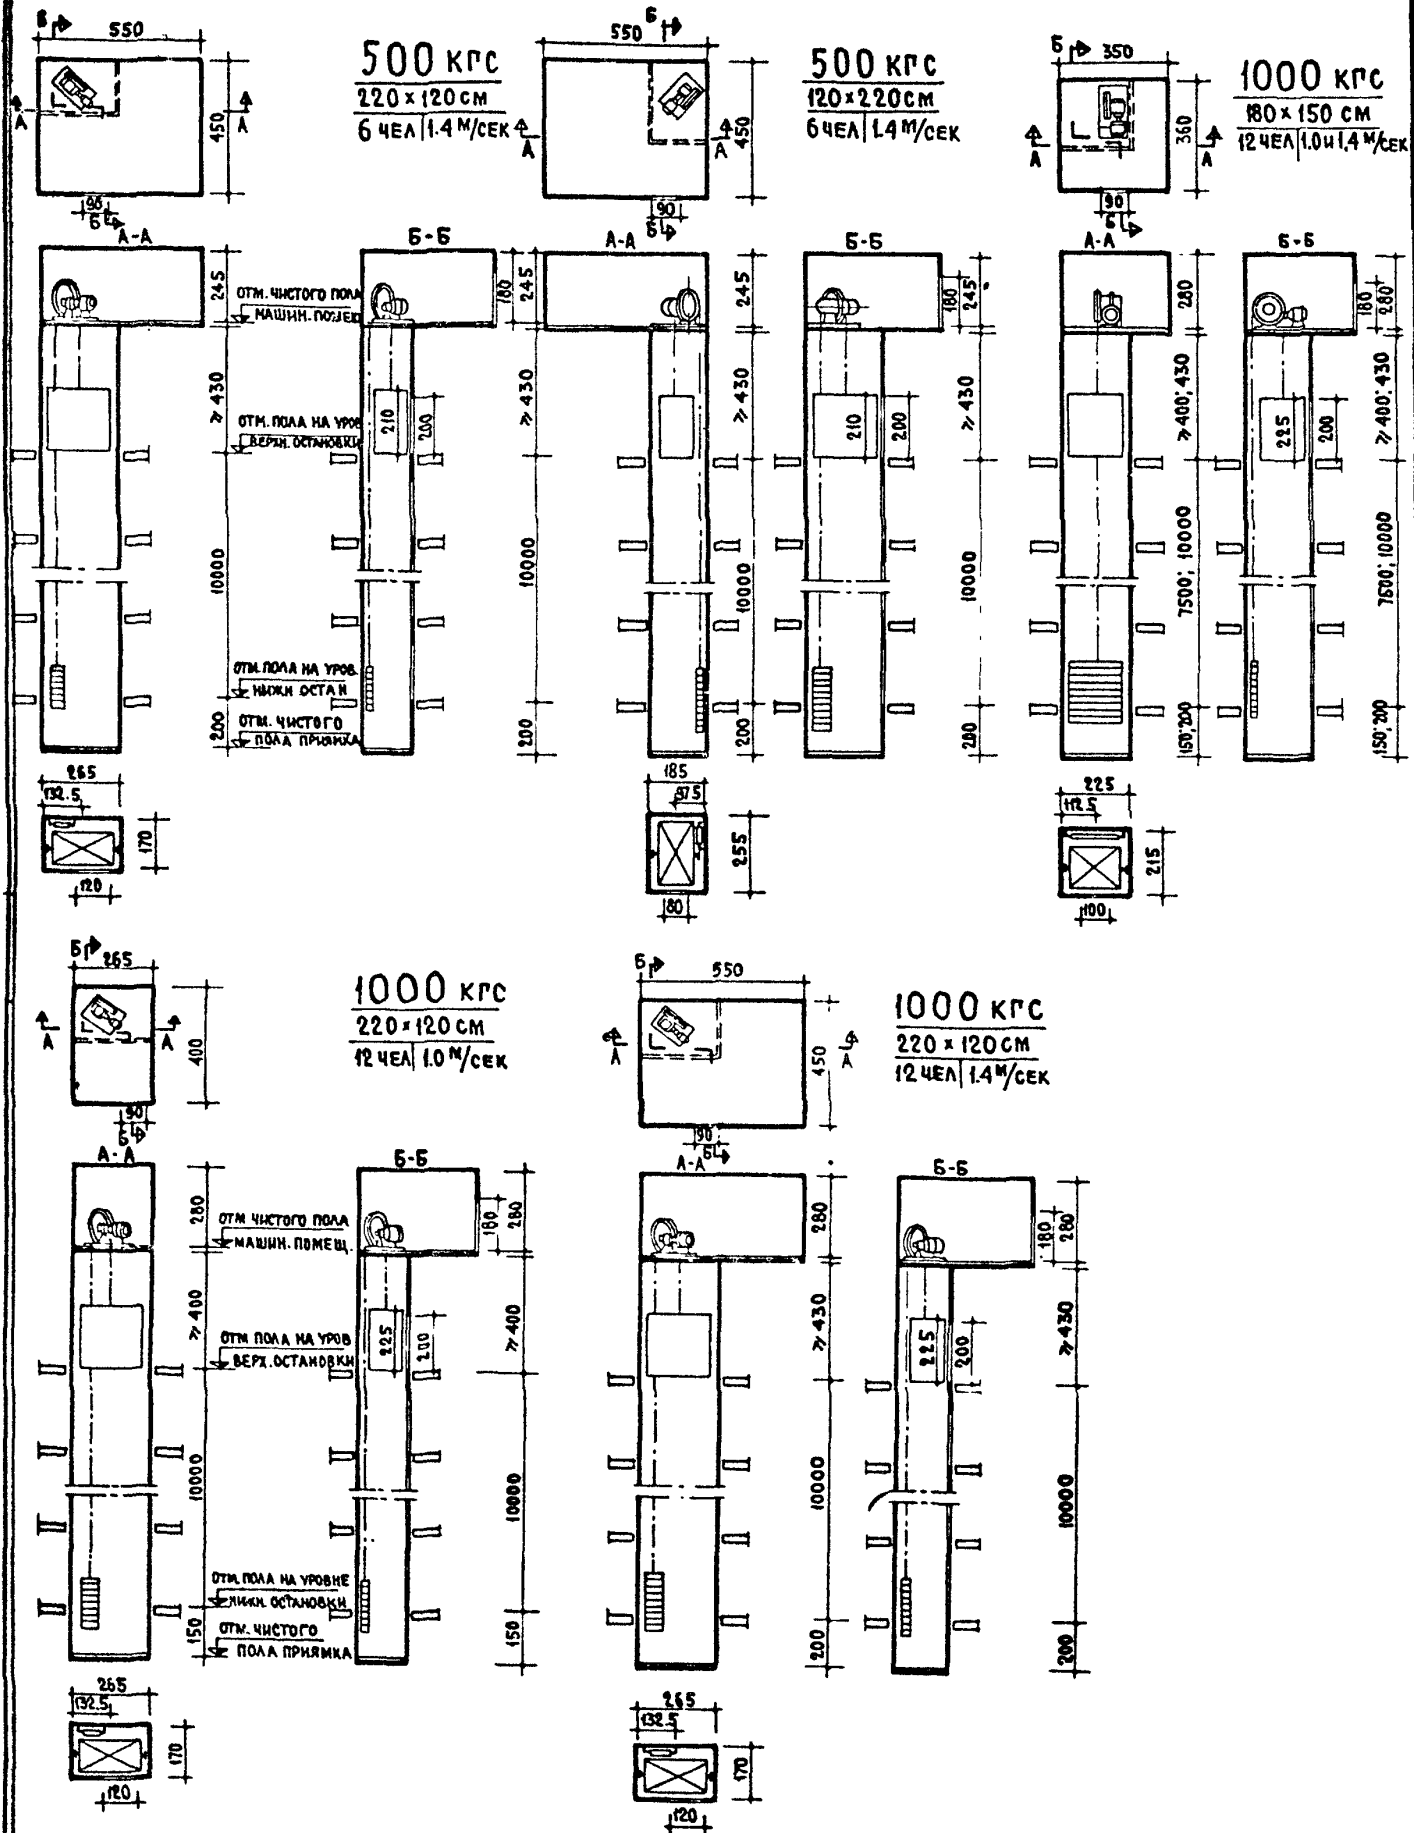 Б
550
А
А
450
90
Б
500 кгс
220 × 120 СМ
6 ЧЕЛ | 1.4 М/СЕК
550
Б
А
А
450
90
Б
500 кгс
120 × 220 СМ
6 ЧЕЛ | 1.4 М/СЕК
Б
350
А
А
360
90
Б
1000 кгс
180 × 150 СМ
12 ЧЕЛ | 1.0 и 1.4 М/СЕК
А-А
245
⩾430
10000
200
265
132.5
170
120
ОТМ. ЧИСТОГО ПОЛА
ОТМ. ПОЛА НА УРОВ
ВЕРХН. ОСТАНОВКИ
ОТМ. ПОЛА НА УРОВ.
НИЖН. ОСТАН
ОТМ. ЧИСТОГО
ПОЛА ПРИЯМКА
Б-Б
180
245
210
200
⩾430
10000
200
А-А
245
⩾430
10000
200
185
97.5
255
80
Б-Б
180
245
210
200
⩾430
10000
200
А-А
280
⩾400; 430
7500; 10000
150; 200
225
112.5
215
100
Б-Б
180
280
225
200
⩾400; 430
7500; 10000
150; 200
Б
265
А
А
400
90
Б
1000 кгс
220 × 120 СМ
12 ЧЕЛ | 1.0 М/СЕК
Б
550
А
А
450
90
Б
1000 кгс
220 × 120 СМ
12 ЧЕЛ | 1.4 М/СЕК
А-А
280
⩾400
10000
150
265
132.5
170
120
ОТМ ЧИСТОГО ПОЛА
МАШИН. ПОМЕЩ.
ОТМ ПОЛА НА УРОВ
ВЕРХ. ОСТАНОВКИ
ОТМ. ПОЛА НА УРОВНЕ
НИЖН. ОСТАНОВКИ
ОТМ. ЧИСТОГО
ПОЛА ПРИЯМКА
Б-Б
180
280
225
200
⩾400
10000
150
А-А
280
⩾430
10000
200
265
132.5
170
120
Б-Б
180
280
225
200
⩾430
10000
200